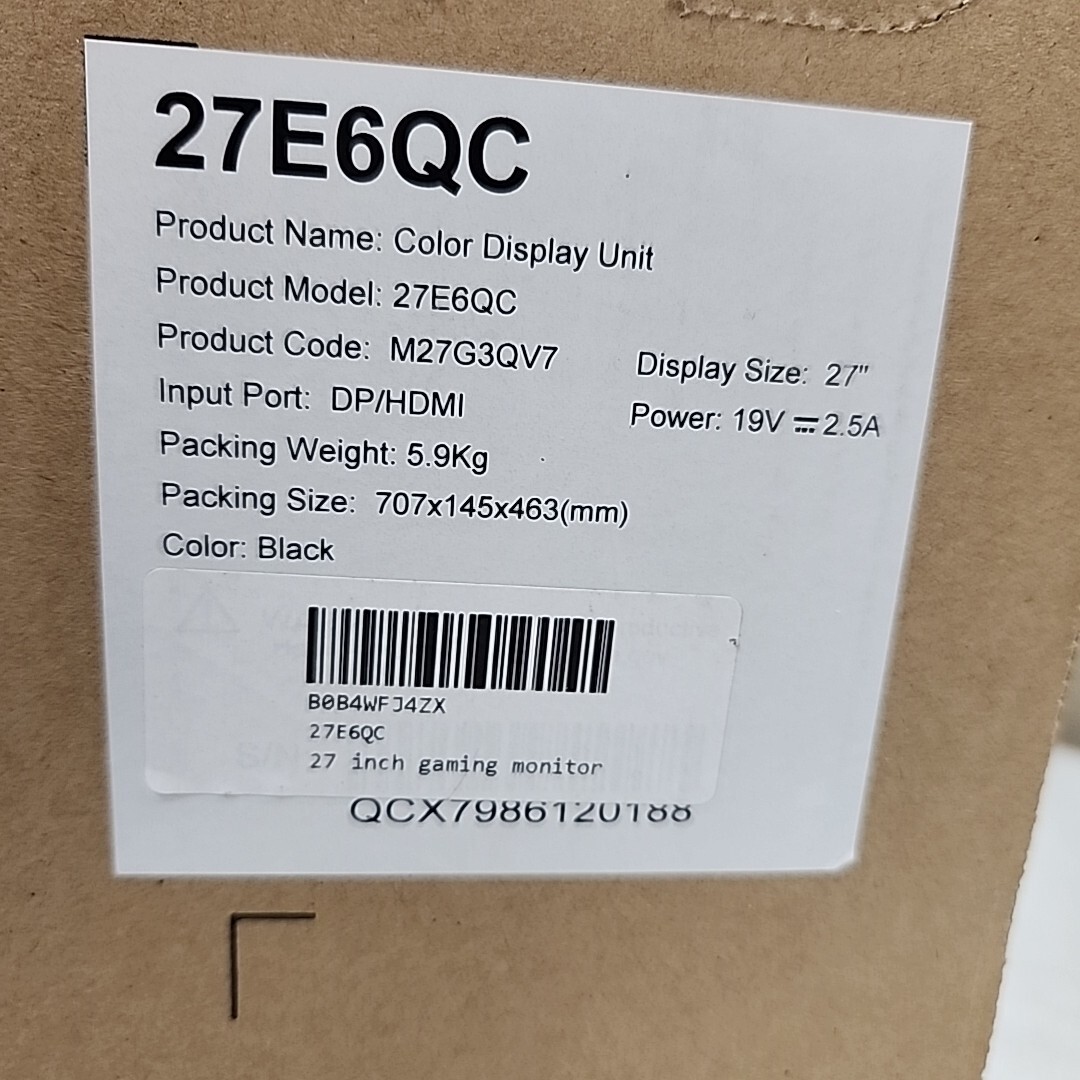 27E6QC
Product Name: Color Display Unit
Product Model: 27E6QC
Product Code: M27G3QV7
Display Size: 27"
Input Port: DP/HDMI
Power: 19V ⎓ 2.5A
Packing Weight: 5.9Kg
Packing Size: 707x145x463(mm)
Color: Black
B0B4WFJ4ZX
27E6QC
27 inch gaming monitor
QCX7986120188